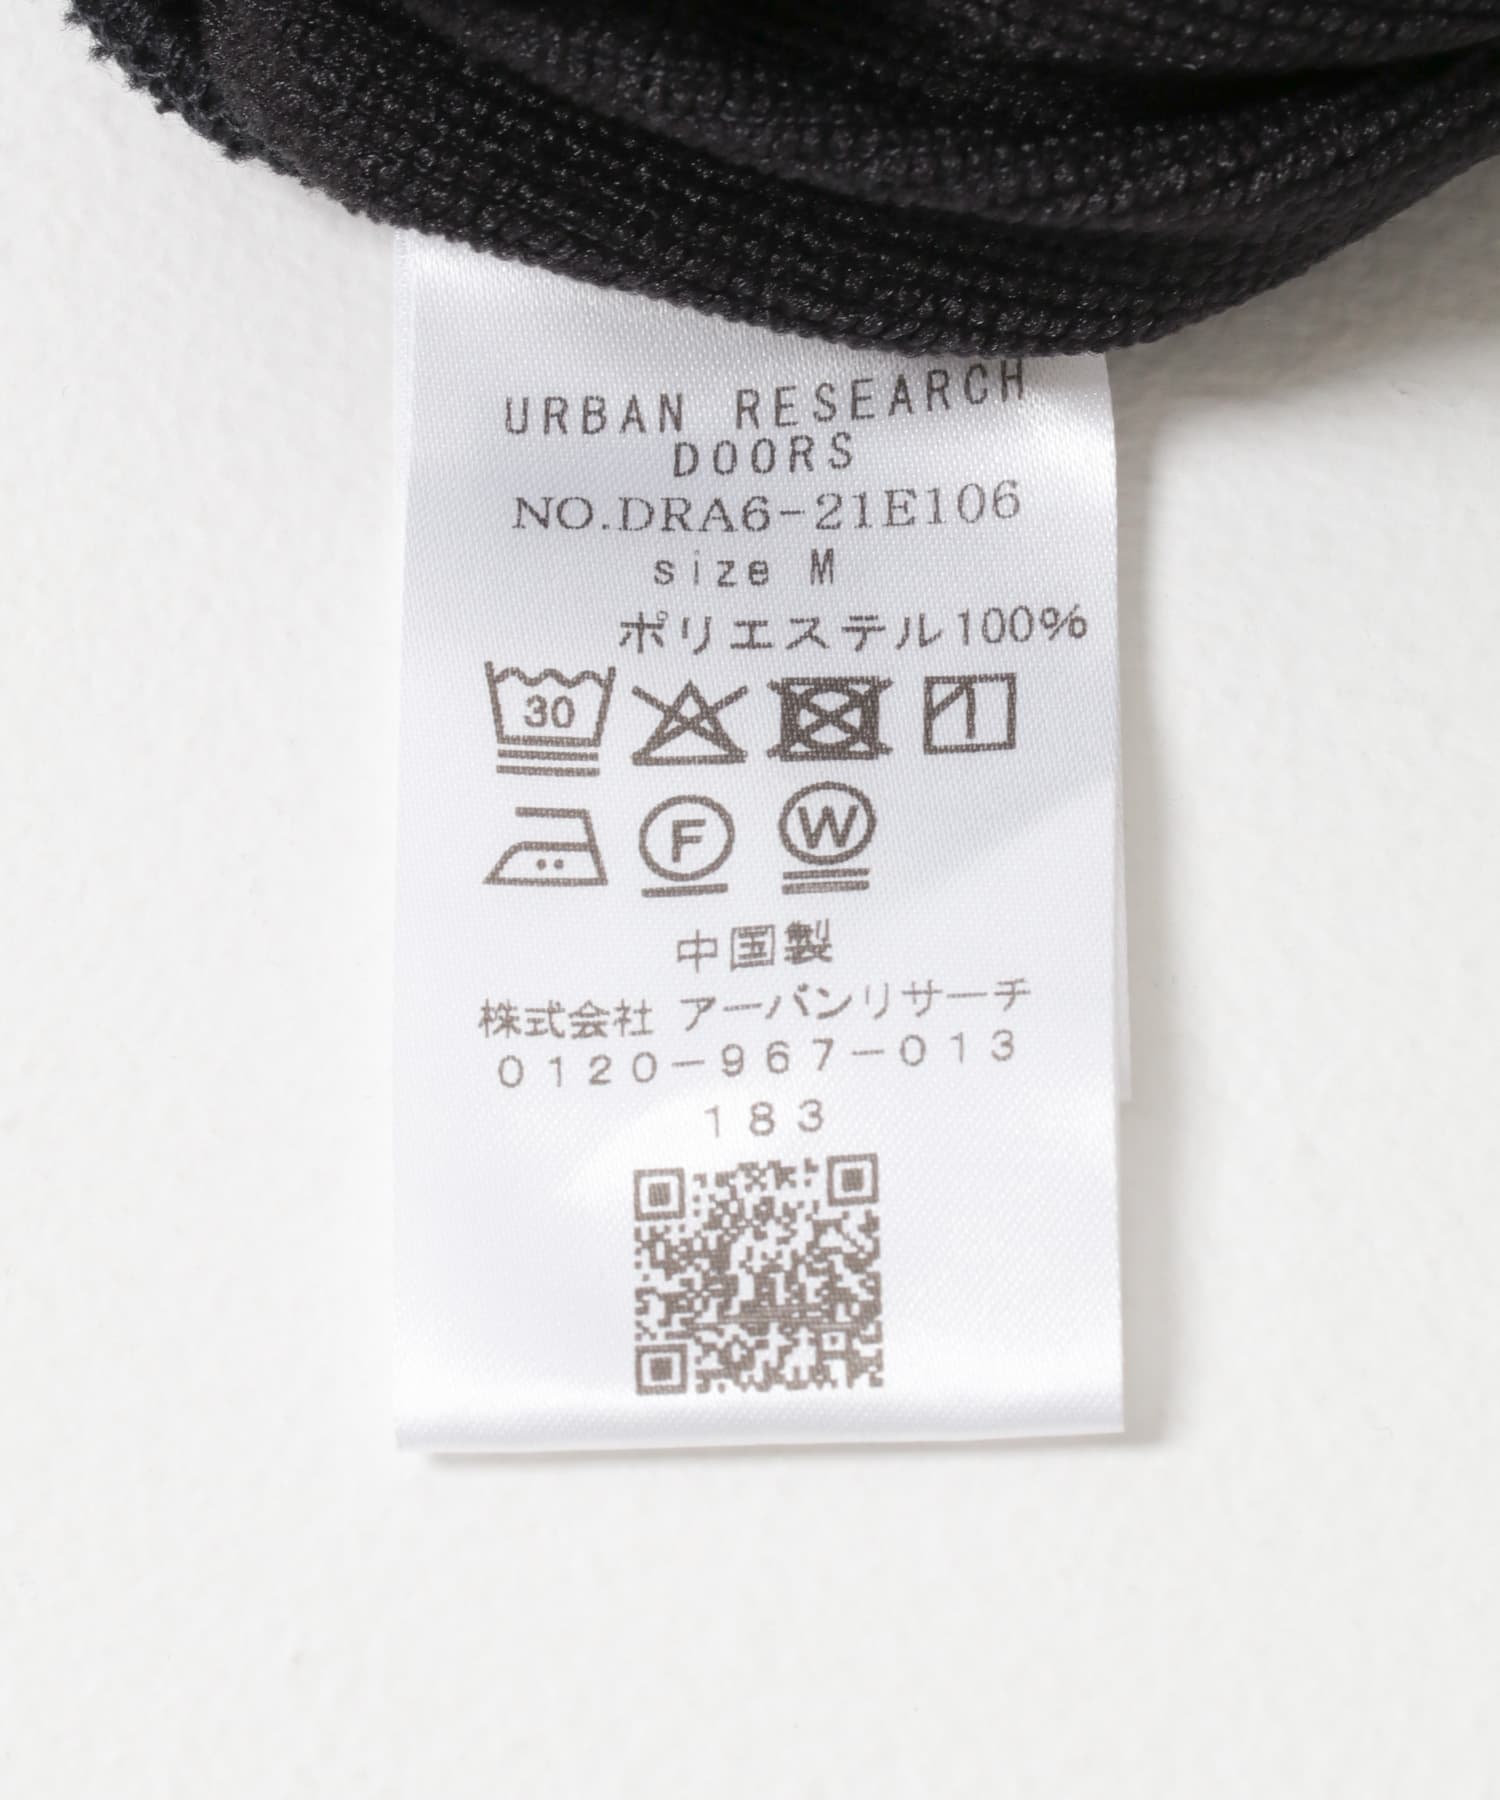 URBAN RESEARCH
DOORS
NO.DRA6-21E106
size M
ポリエステル100%
30
F W
中国製
株式会社 アーバンリサーチ
0120-967-013
183